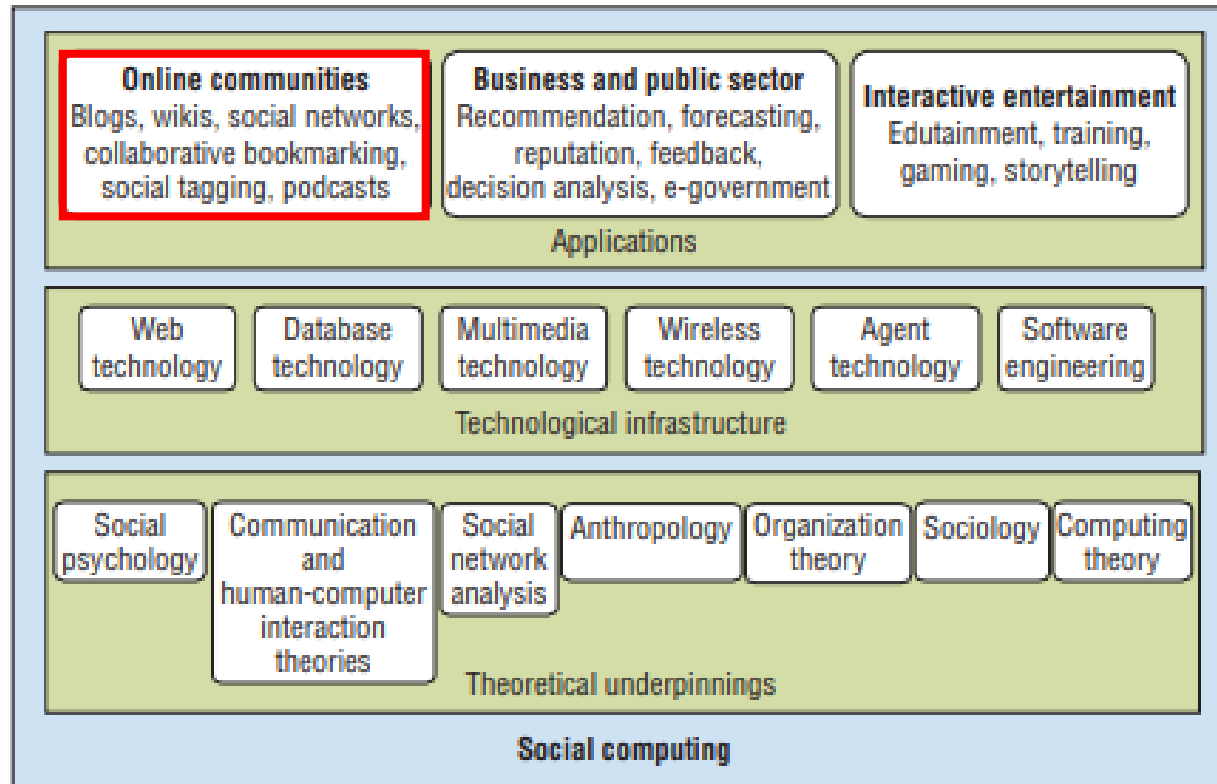 Online communities
Blogs, wikis, social networks,
collaborative bookmarking,
social tagging, podcasts
Business and public sector
Recommendation, forecasting,
reputation, feedback,
decision analysis, e-government
Interactive entertainment
Edutainment, training,
gaming, storytelling
Applications
Web
technology
Database
technology
Multimedia
technology
Wireless
technology
Agent
technology
Software
engineering
Technological infrastructure
Social
psychology
Communication
and
human-computer
interaction
theories
Social
network
analysis
Anthropology
Organization
theory
Sociology
Computing
theory
Theoretical underpinnings
Social computing